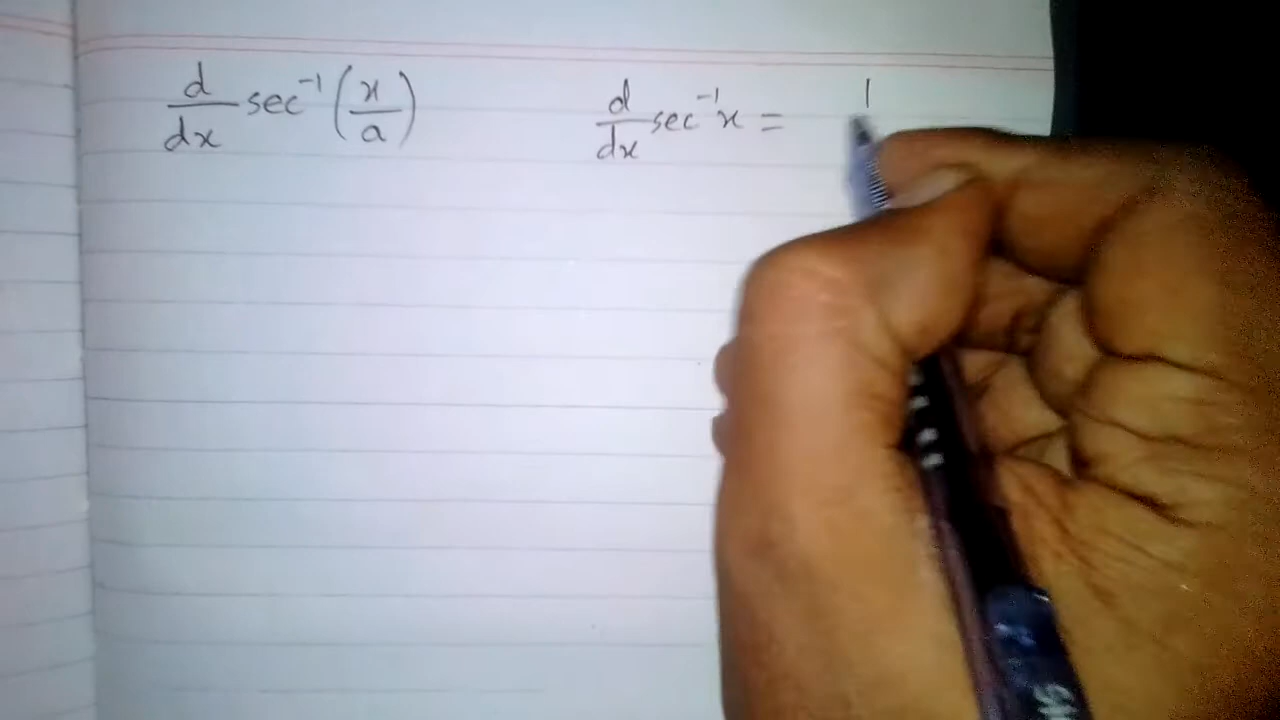 d/dx sec⁻¹(x/a)
d/dx sec⁻¹x = 1